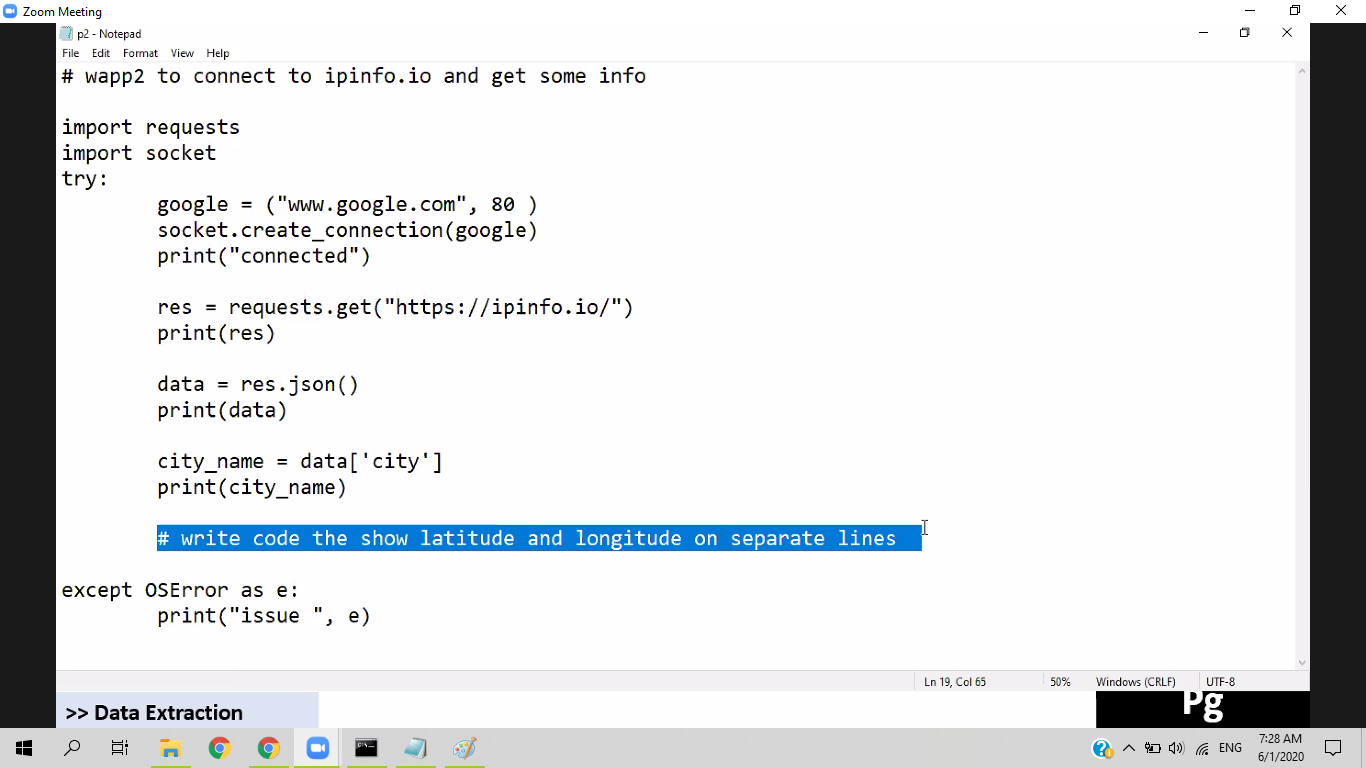 Zoom Meeting
p2 - Notepad
File Edit Format View Help
# wapp2 to connect to ipinfo.io and get some info
import requests
import socket
try:
google = ("www.google.com", 80 )
socket.create_connection(google)
print("connected")
res = requests.get("https://ipinfo.io/")
print(res)
data = res.json()
print(data)
city_name = data['city']
print(city_name)
# write code the show latitude and longitude on separate lines
except OSError as e:
print("issue ", e)
Ln 19, Col 65 50% Windows (CRLF) UTF-8
>> Data Extraction
Pg
ENG
7:28 AM
6/1/2020